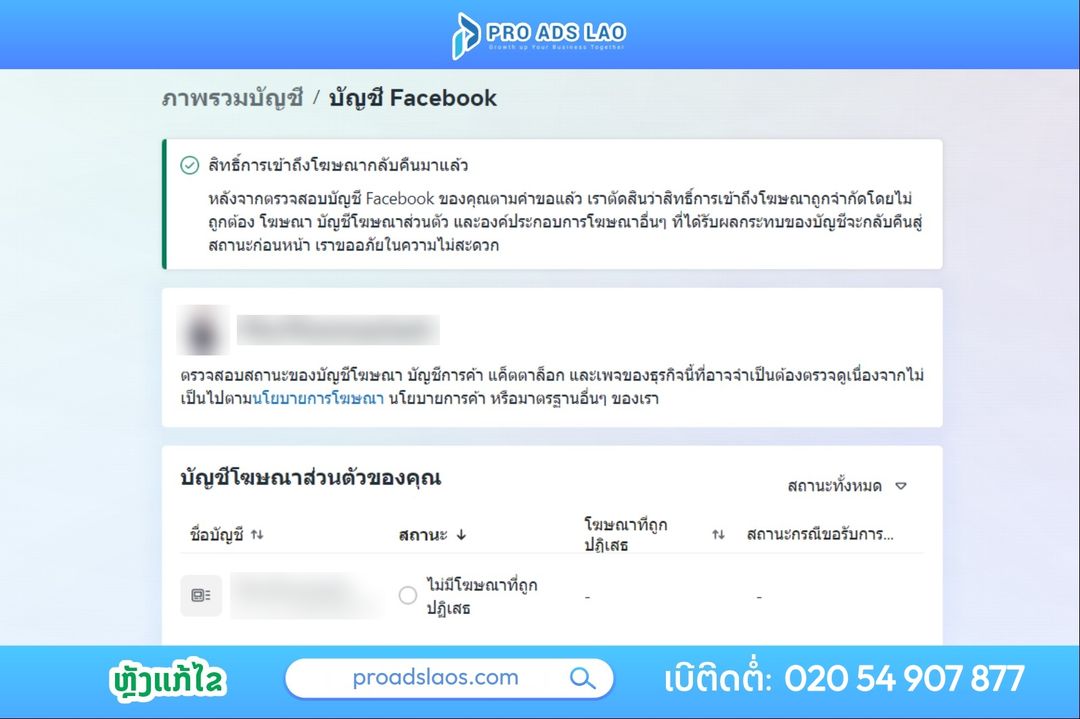 PRO ADS LAO
Growth up Your Business Together
ภาพรวมบัญชี / บัญชี Facebook
สิทธิ์การเข้าถึงโฆษณากลับคืนมาแล้ว
หลังจากตรวจสอบบัญชี Facebook ของคุณตามคำขอแล้ว เราตัดสินว่าสิทธิ์การเข้าถึงโฆษณาถูกจำกัดโดยไม่
ถูกต้อง โฆษณา บัญชีโฆษณาส่วนตัว และองค์ประกอบการโฆษณาอื่นๆ ที่ได้รับผลกระทบของบัญชีจะกลับคืนสู่
สถานะก่อนหน้า เราขออภัยในความไม่สะดวก
ตรวจสอบสถานะของบัญชีโฆษณา บัญชีการค้า แค็ตตาล็อก และเพจของธุรกิจนี้ที่อาจจำเป็นต้องตรวจดูเนื่องจากไม่
เป็นไปตามนโยบายการโฆษณา นโยบายการค้า หรือมาตรฐานอื่นๆ ของเรา
บัญชีโฆษณาส่วนตัวของคุณ
สถานะทั้งหมด
ชื่อบัญชี
สถานะ
โฆษณาที่ถูก
ปฏิเสธ
สถานะกรณีขอรับการ...
ไม่มีโฆษณาที่ถูก
ปฏิเสธ
-
-
ຫຼັງແກ້ໄຂ
proadslaos.com
ເບີຕິດຕໍ່: 020 54 907 877